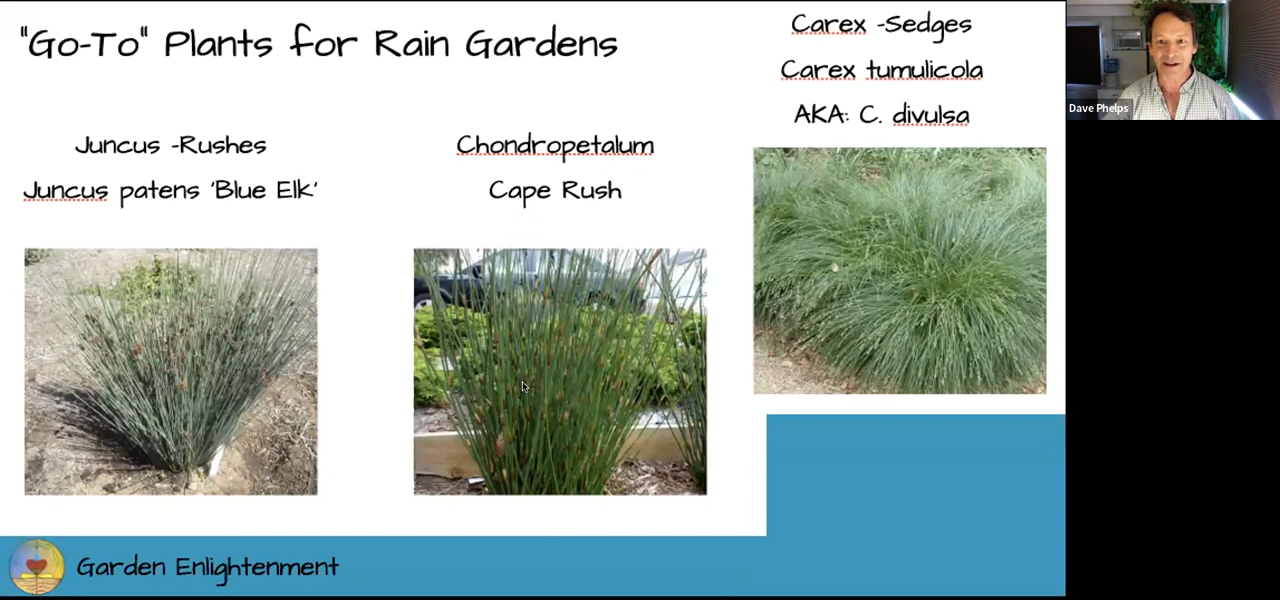 "Go-To" Plants for Rain Gardens
Juncus -Rushes
Juncus patens 'Blue Elk'
Chondropetalum
Cape Rush
Carex -Sedges
Carex tumulicola
AKA: C. divulsa
Dave Phelps
Garden Enlightenment